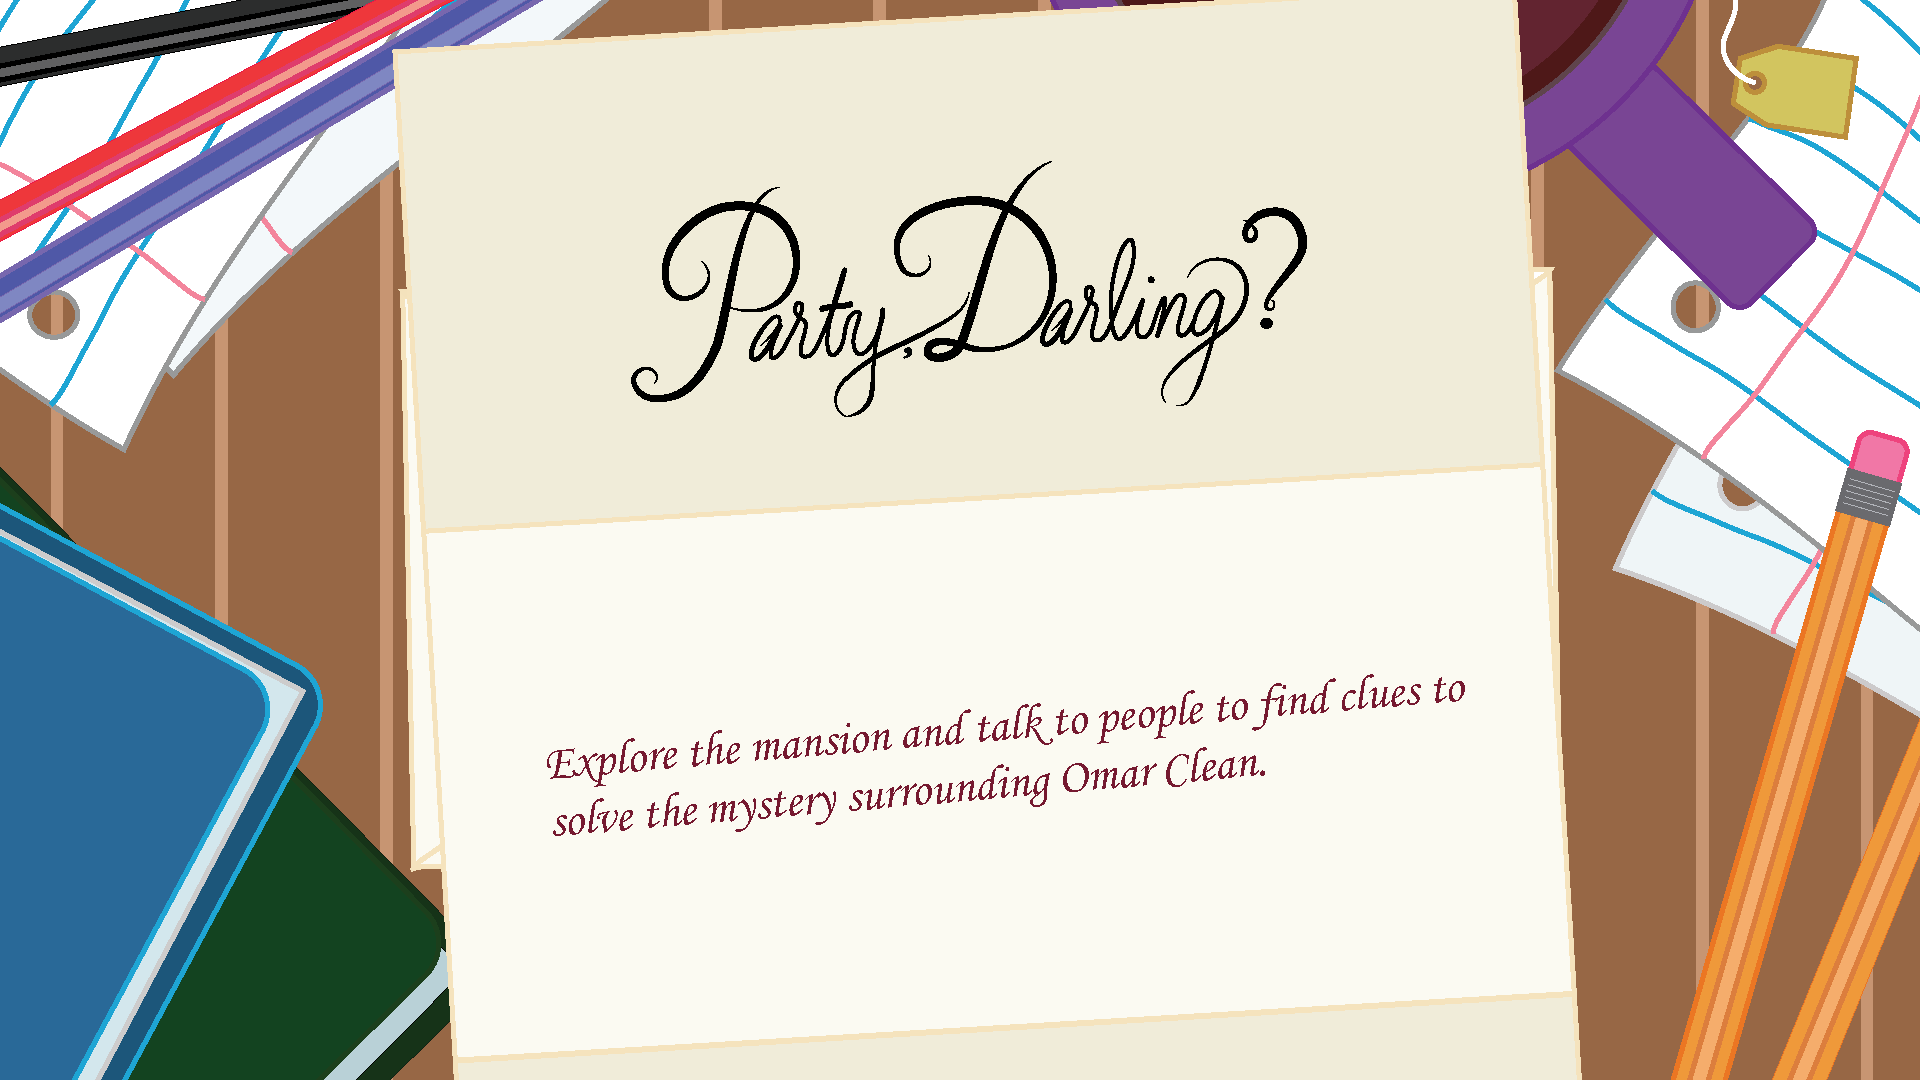 Party, Darling?
Explore the mansion and talk to people to find clues to
solve the mystery surrounding Omar Clean.